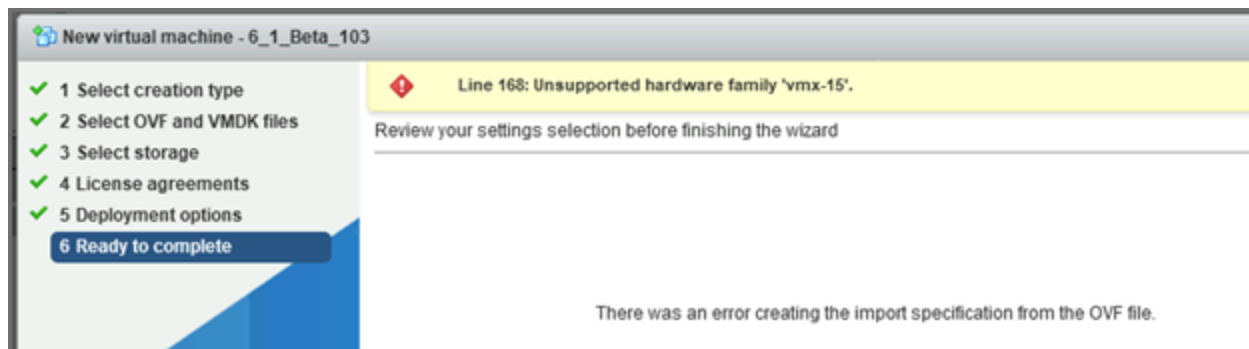 New virtual machine - 6_1_Beta_103
1 Select creation type
2 Select OVF and VMDK files
3 Select storage
4 License agreements
5 Deployment options
6 Ready to complete
Line 168: Unsupported hardware family 'vmx-15'.
Review your settings selection before finishing the wizard
There was an error creating the import specification from the OVF file.